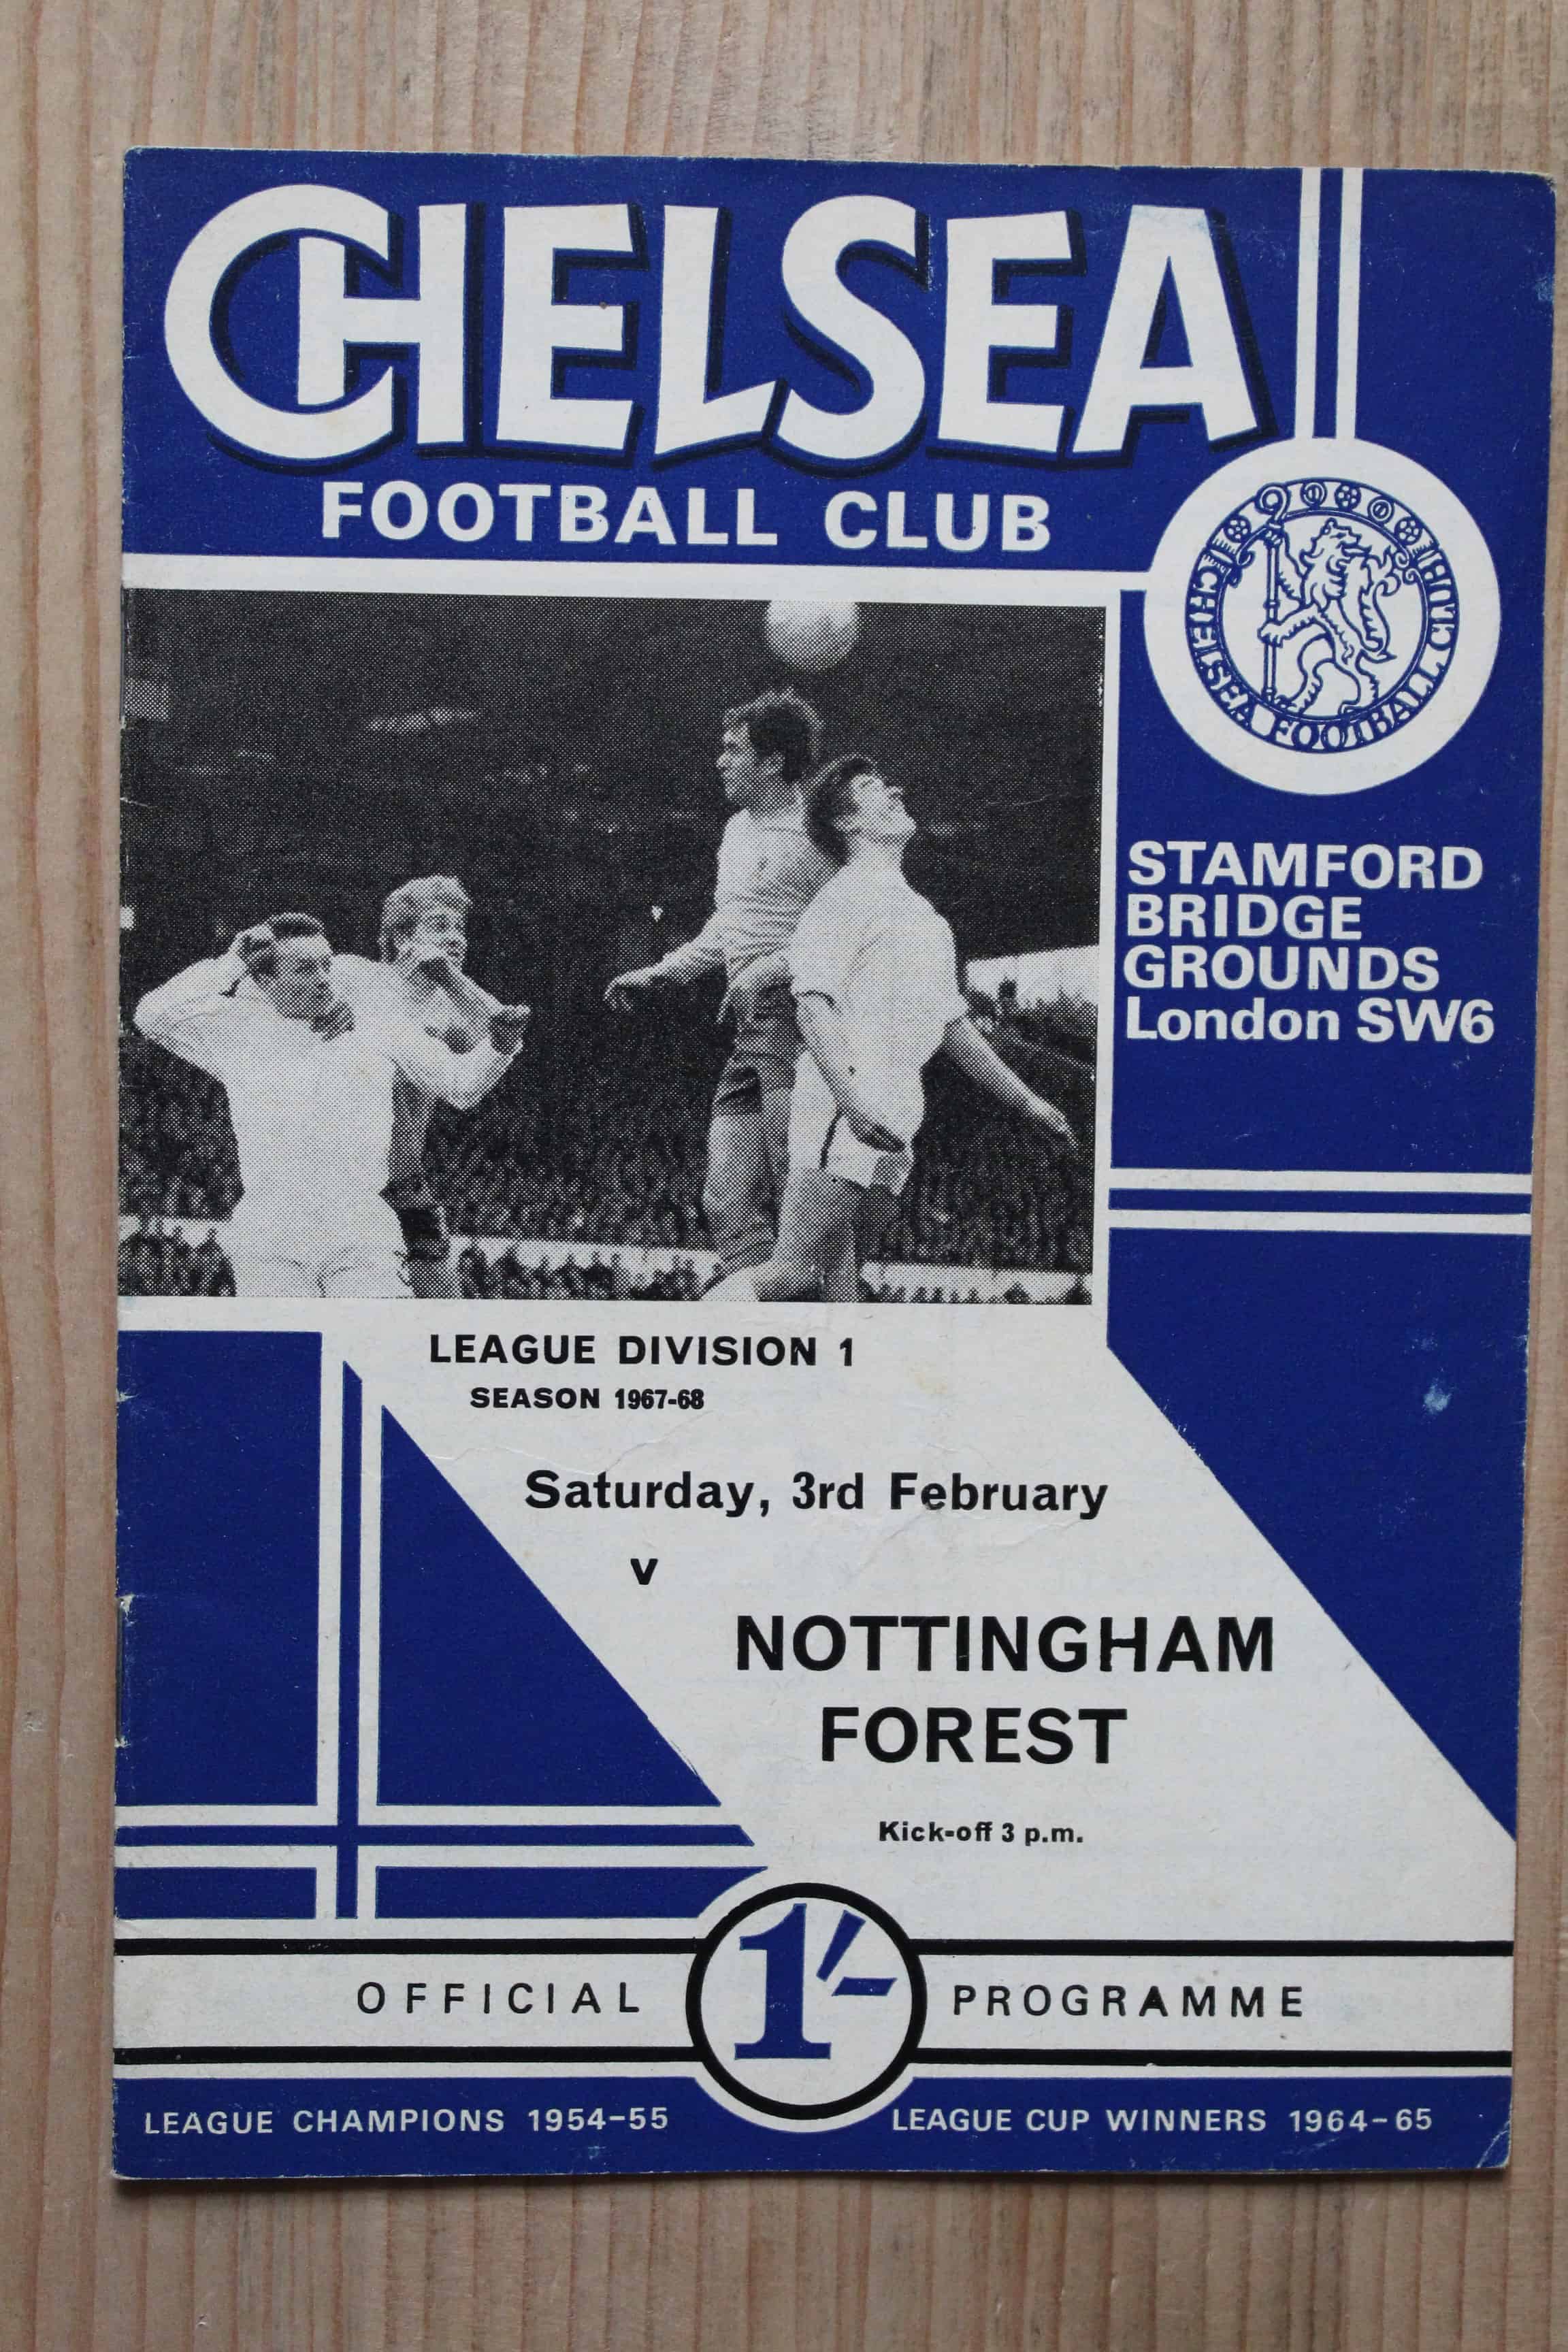 CHELSEA
FOOTBALL CLUB
CHELSEA FOOTBALL CLUB
STAMFORD
BRIDGE
GROUNDS
London SW6
LEAGUE DIVISION 1
SEASON 1967-68
Saturday, 3rd February
v
NOTTINGHAM
FOREST
Kick-off 3 p.m.
OFFICIAL 1/- PROGRAMME
LEAGUE CHAMPIONS 1954-55 LEAGUE CUP WINNERS 1964-65